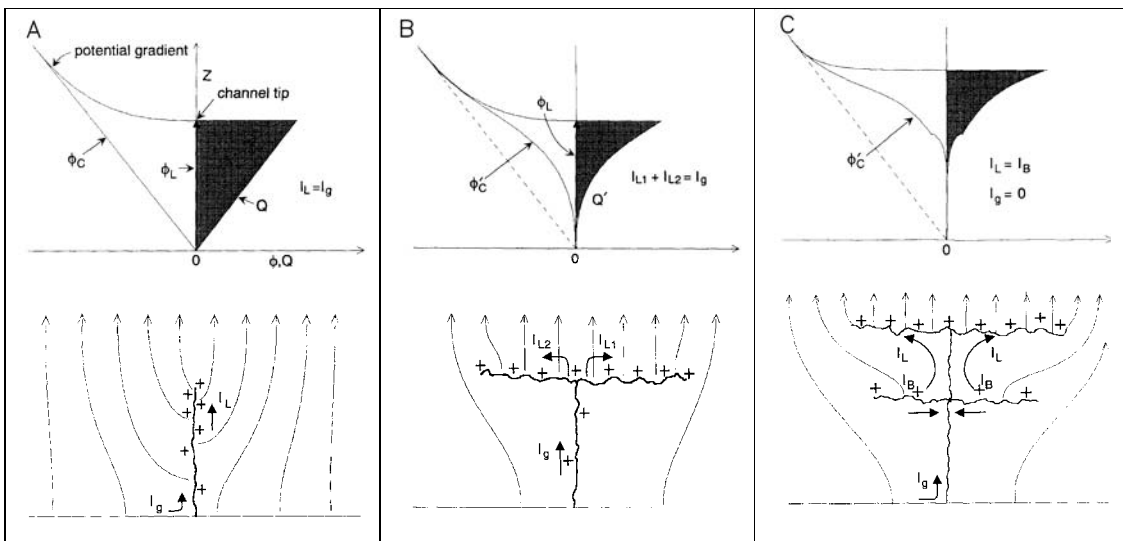 A
potential gradient
Z
channel tip
ϕC
ϕL
IL=Ig
Q
0
ϕ,Q
+
+
+
+
+
+
+
IL
Ig
B
ϕL
ϕ'C
IL1 + IL2 = Ig
Q'
0
IL2
IL1
+ + + + + + + +
+
Ig
+
C
ϕ'C
IL = IB
Ig = 0
0
+ + + + + + + +
IL
IL
IB
IB
+ + + +
Ig